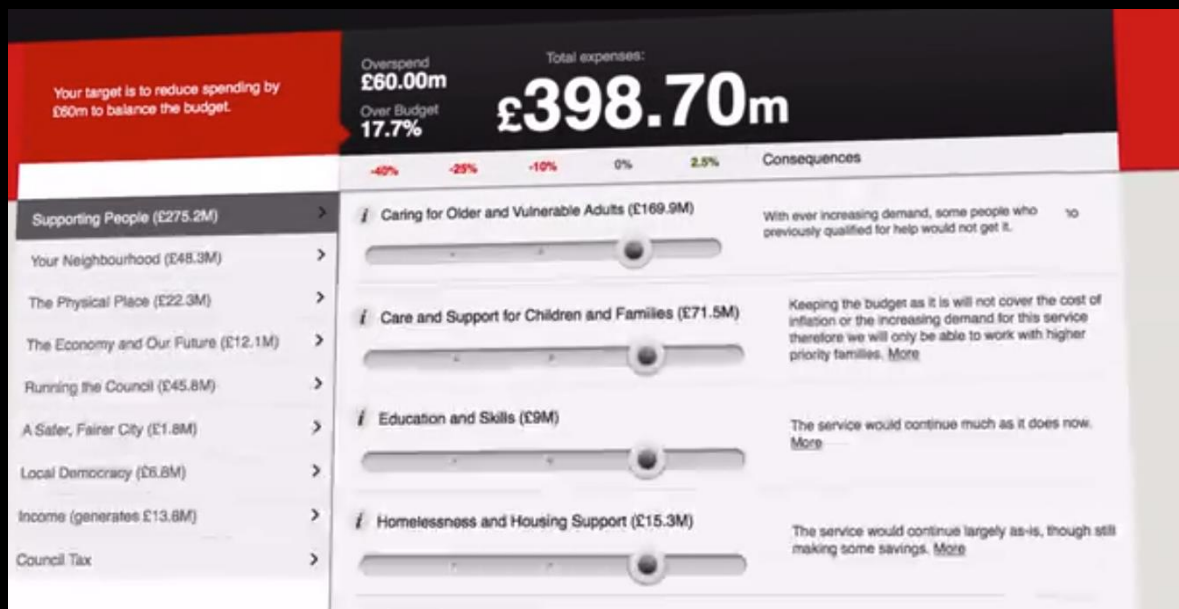 Your target is to reduce spending by
£60m to balance the budget.
Overspend
£60.00m
Over Budget
17.7%
Total expenses:
£398.70m
-40% -25% -10% 0% 2.5% Consequences
Supporting People (£275.2M)
Your Neighbourhood (£48.3M)
The Physical Place (£22.3M)
The Economy and Our Future (£12.1M)
Running the Council (£45.8M)
A Safer, Fairer City (£1.8M)
Local Democracy (£6.8M)
Income (generates £13.6M)
Council Tax
i Caring for Older and Vulnerable Adults (£169.9M)
With ever increasing demand, some people who
previously qualified for help would not get it.
i Care and Support for Children and Families (£71.5M)
Keeping the budget as it is will not cover the cost of
inflation or the increasing demand for this service
therefore we will only be able to work with higher
priority families. More
i Education and Skills (£9M)
The service would continue much as it does now.
More
i Homelessness and Housing Support (£15.3M)
The service would continue largely as-is, though still
making some savings. More